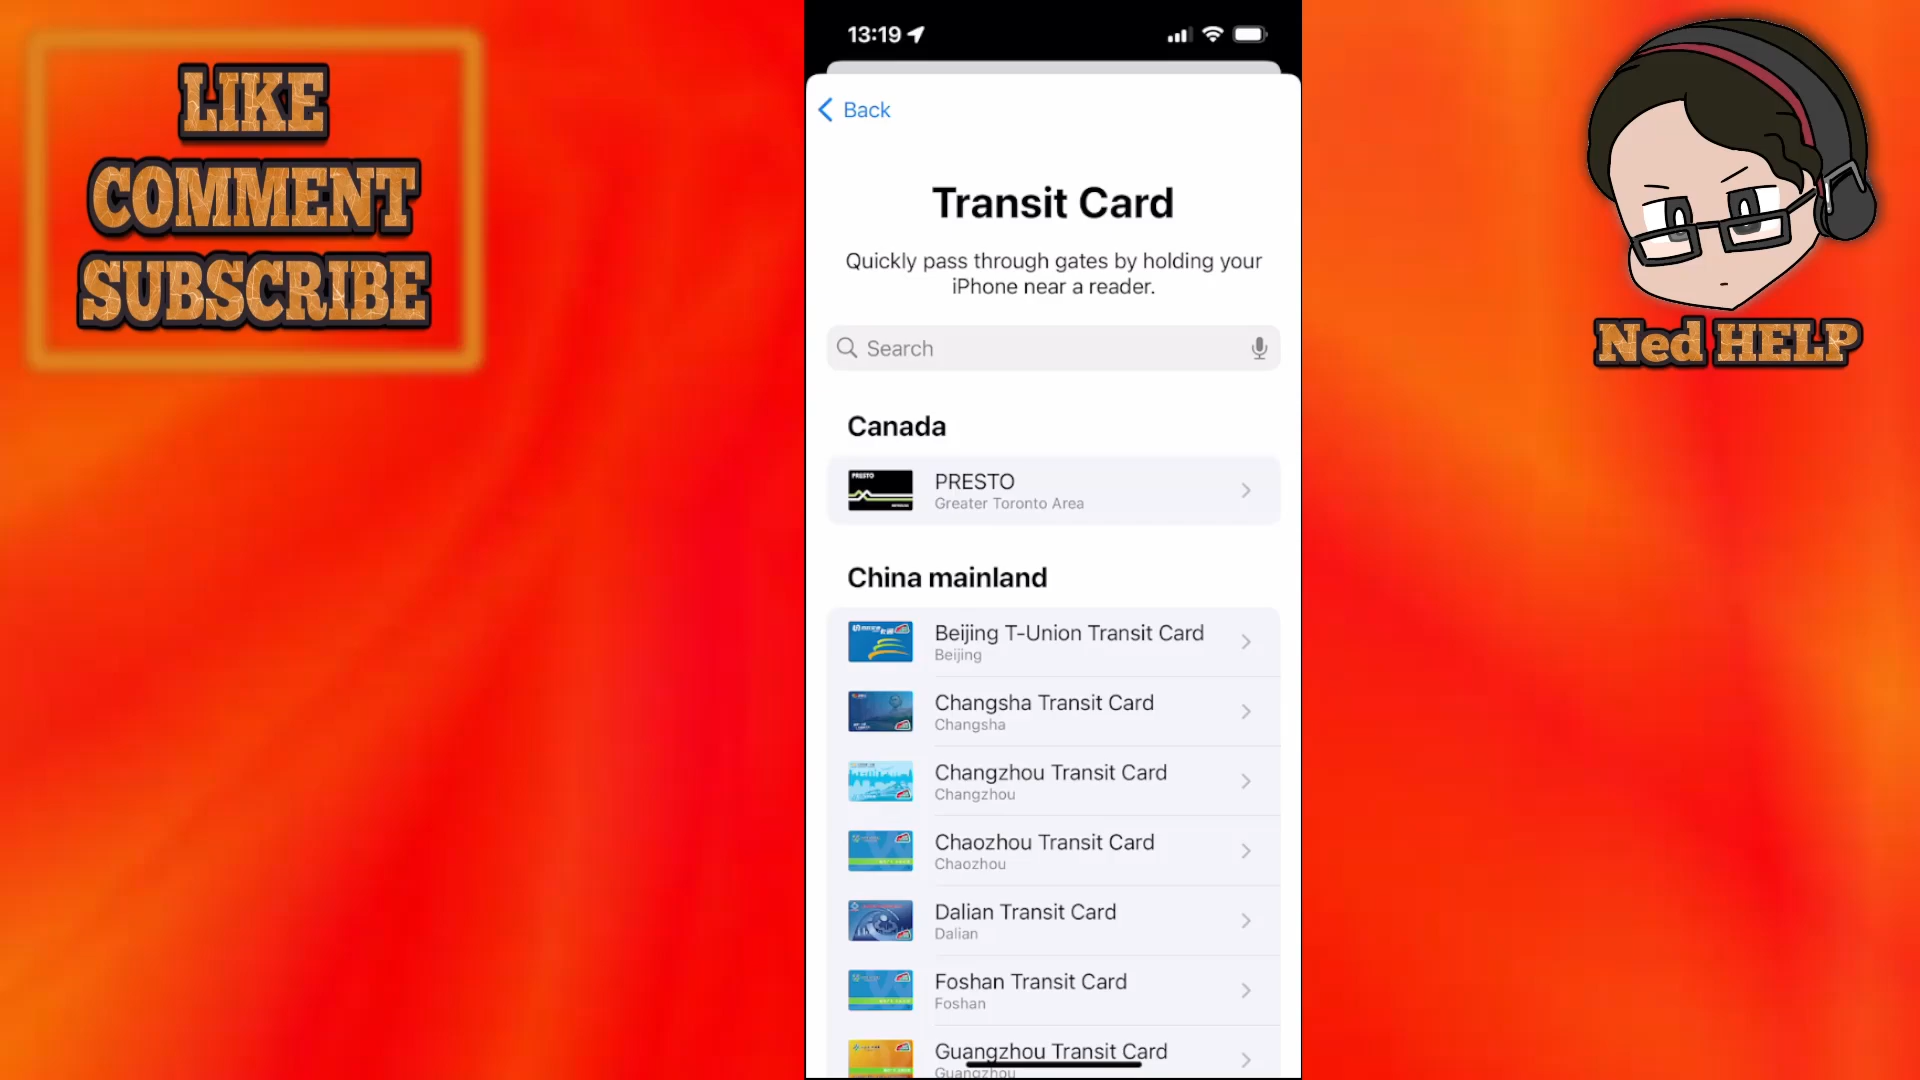 LIKE
COMMENT
SUBSCRIBE
13:19
Back
Transit Card
Quickly pass through gates by holding your
iPhone near a reader.
Search
Canada
PRESTO
PRESTO
Greater Toronto Area
China mainland
Beijing T-Union Transit Card
Beijing
Changsha Transit Card
Changsha
Changzhou Transit Card
Changzhou
Chaozhou Transit Card
Chaozhou
Dalian Transit Card
Dalian
Foshan Transit Card
Foshan
Guangzhou Transit Card
Guangzhou
Ned HELP